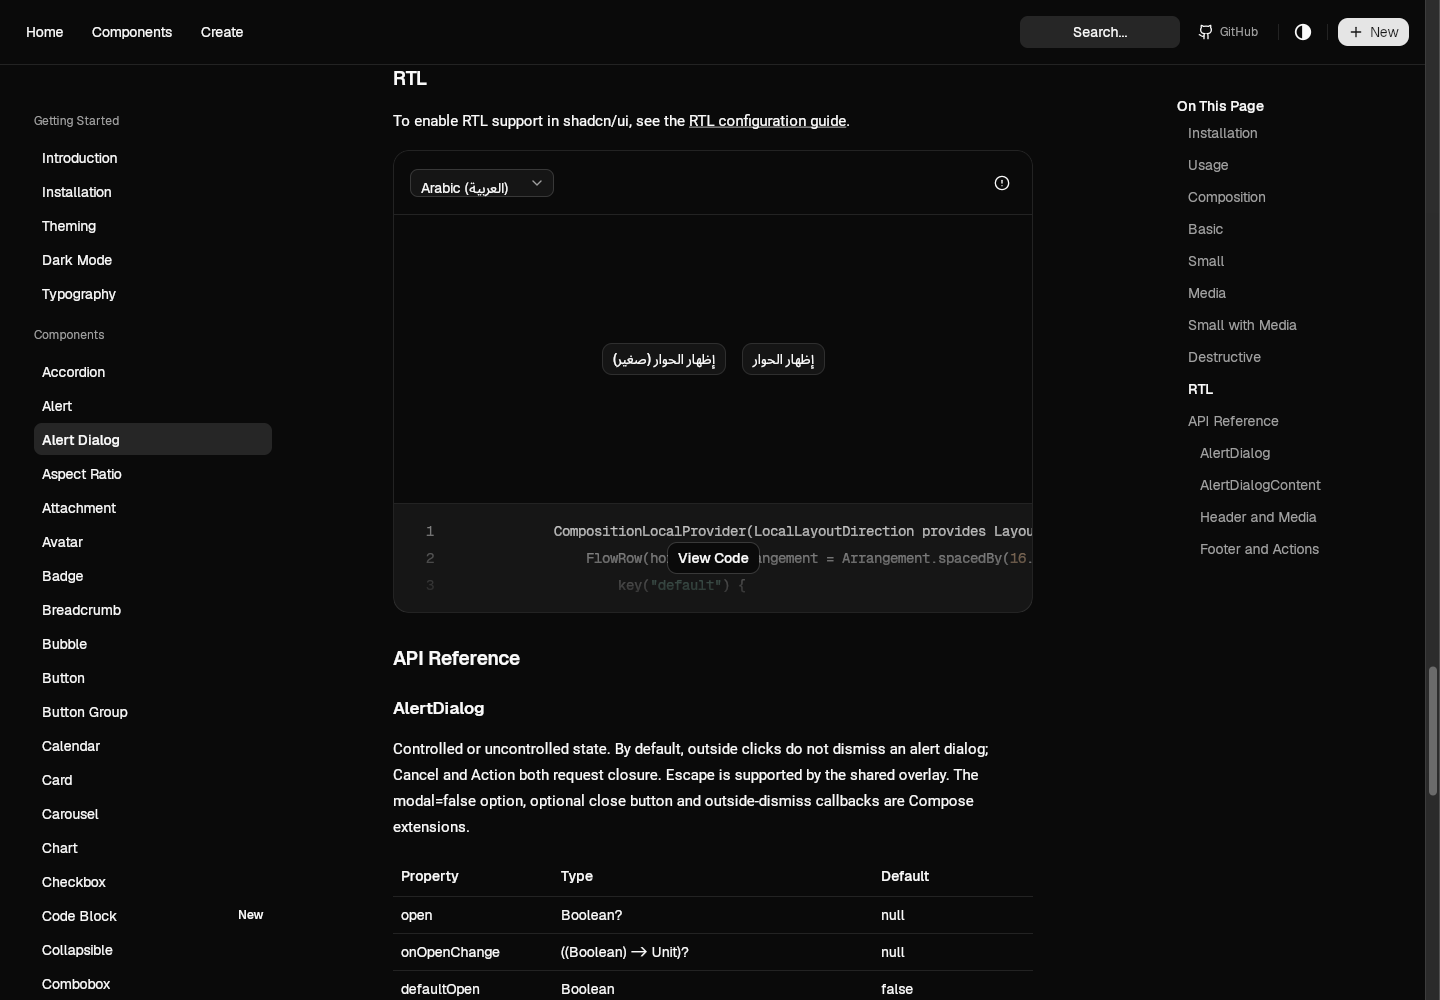 Home
Components
Create
Search...
GitHub
New
Getting Started
Introduction
Installation
Theming
Dark Mode
Typography
Components
Accordion
Alert
Alert Dialog
Aspect Ratio
Attachment
Avatar
Badge
Breadcrumb
Bubble
Button
Button Group
Calendar
Card
Carousel
Chart
Checkbox
Code Block New
Collapsible
Combobox
RTL
To enable RTL support in shadcn/ui, see the RTL configuration guide.
Arabic (العربية)
إظهار الحوار
إظهار الحوار (صغير)
1 CompositionLocalProvider(LocalLayoutDirection provides Layou
2 FlowRow(ho ngement = Arrangement.spacedBy(16.
View Code
3 key("default") {
API Reference
AlertDialog
Controlled or uncontrolled state. By default, outside clicks do not dismiss an alert dialog;
Cancel and Action both request closure. Escape is supported by the shared overlay. The
modal=false option, optional close button and outside-dismiss callbacks are Compose
extensions.
Property Type Default
open Boolean? null
onOpenChange ((Boolean) -> Unit)? null
defaultOpen Boolean false
On This Page
Installation
Usage
Composition
Basic
Small
Media
Small with Media
Destructive
RTL
API Reference
AlertDialog
AlertDialogContent
Header and Media
Footer and Actions